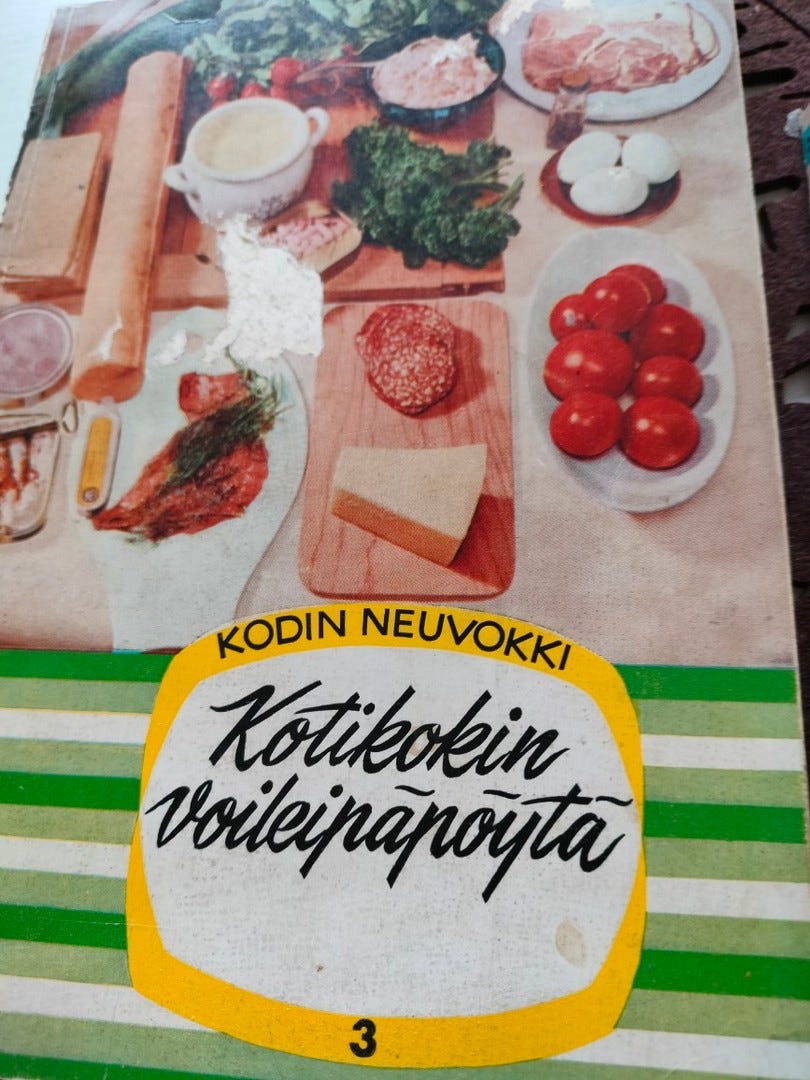 KODIN NEUVOKKI
Kotikokin
voileipäpöytä
3